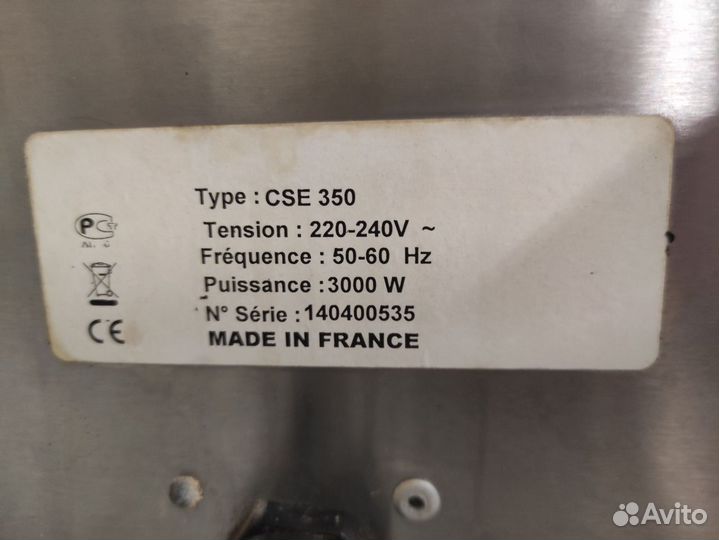 Type : CSE 350
Tension : 220-240V ~
Fréquence : 50-60 Hz
Puissance :3000 W
N° Série : 140400535
MADE IN FRANCE
CE
Avito